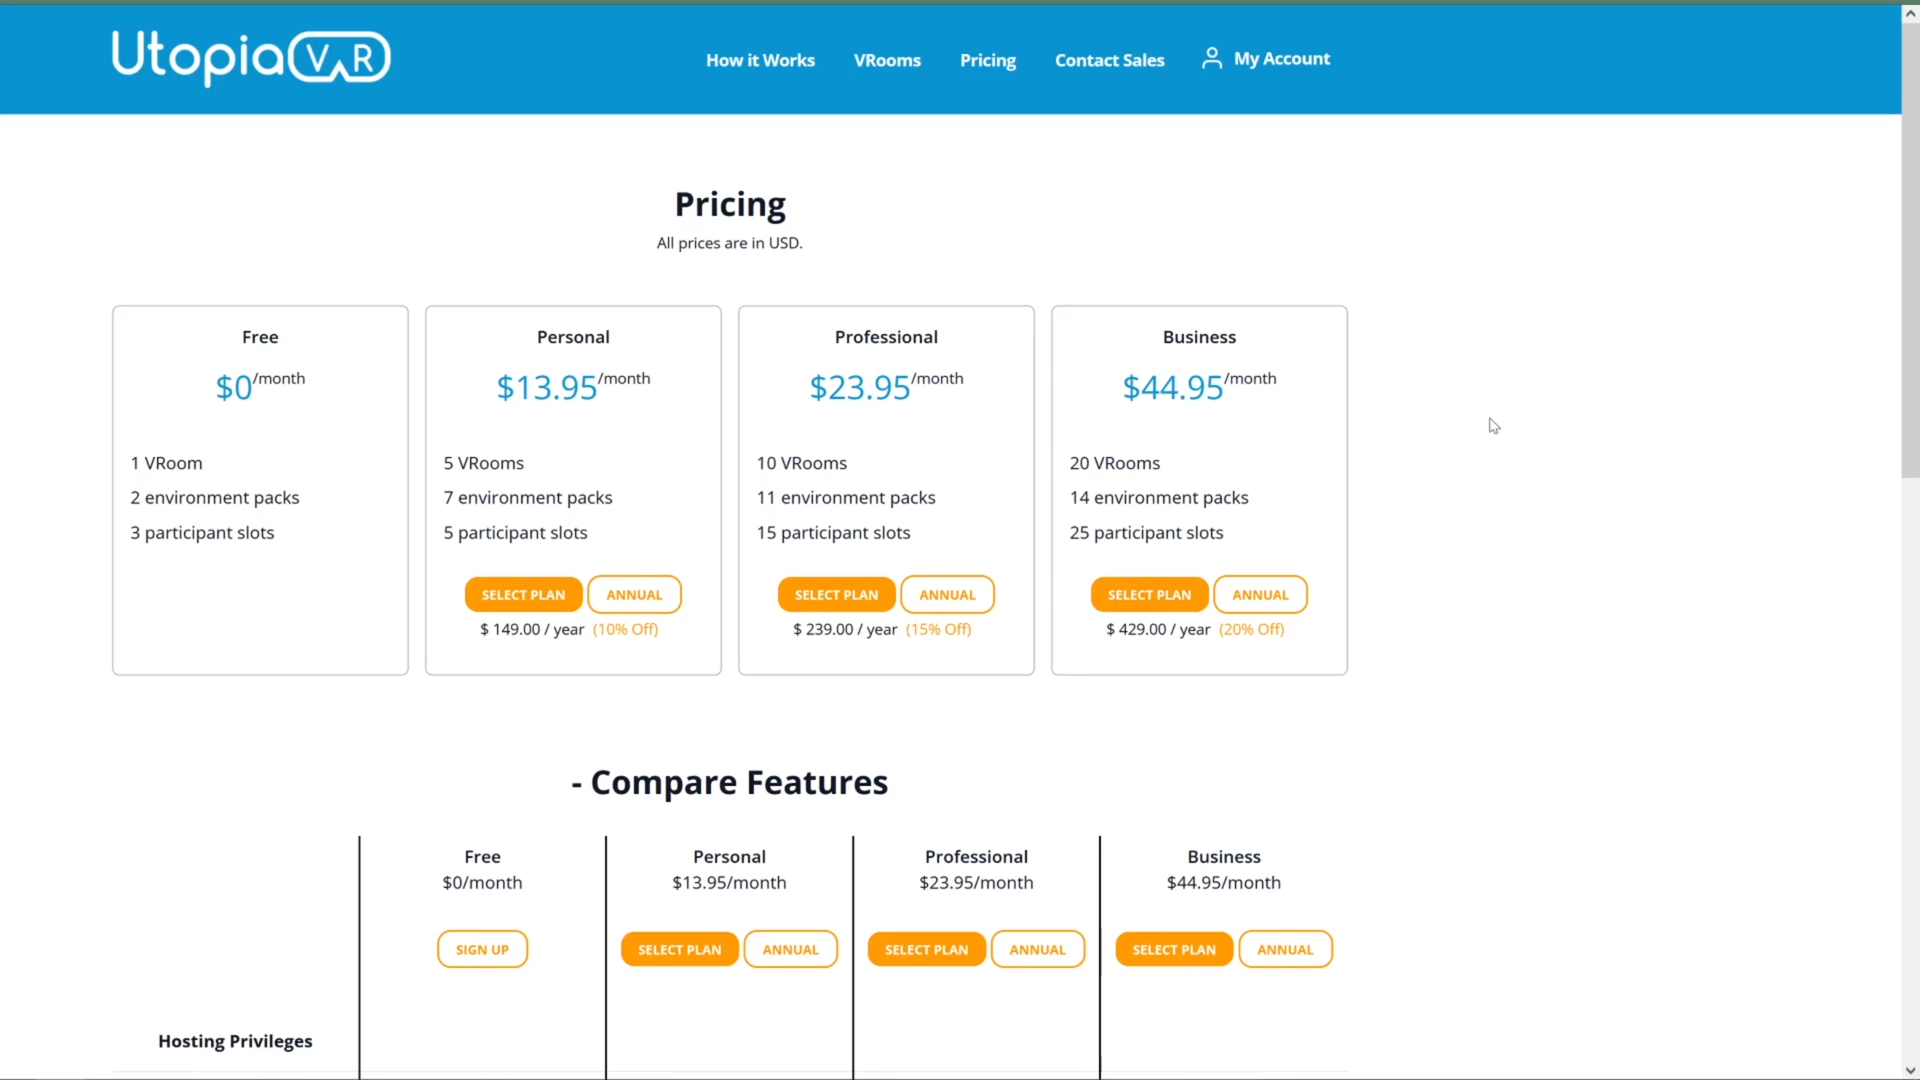 UtopiaVR
How it Works
VRooms
Pricing
Contact Sales
My Account
Pricing
All prices are in USD.
Free
$0/month
1 VRoom
2 environment packs
3 participant slots
Personal
$13.95/month
5 VRooms
7 environment packs
5 participant slots
SELECT PLAN
ANNUAL
$ 149.00 / year (10% Off)
Professional
$23.95/month
10 VRooms
11 environment packs
15 participant slots
SELECT PLAN
ANNUAL
$ 239.00 / year (15% Off)
Business
$44.95/month
20 VRooms
14 environment packs
25 participant slots
SELECT PLAN
ANNUAL
$ 429.00 / year (20% Off)
- Compare Features
Free
$0/month
SIGN UP
Personal
$13.95/month
SELECT PLAN
ANNUAL
Professional
$23.95/month
SELECT PLAN
ANNUAL
Business
$44.95/month
SELECT PLAN
ANNUAL
Hosting Privileges